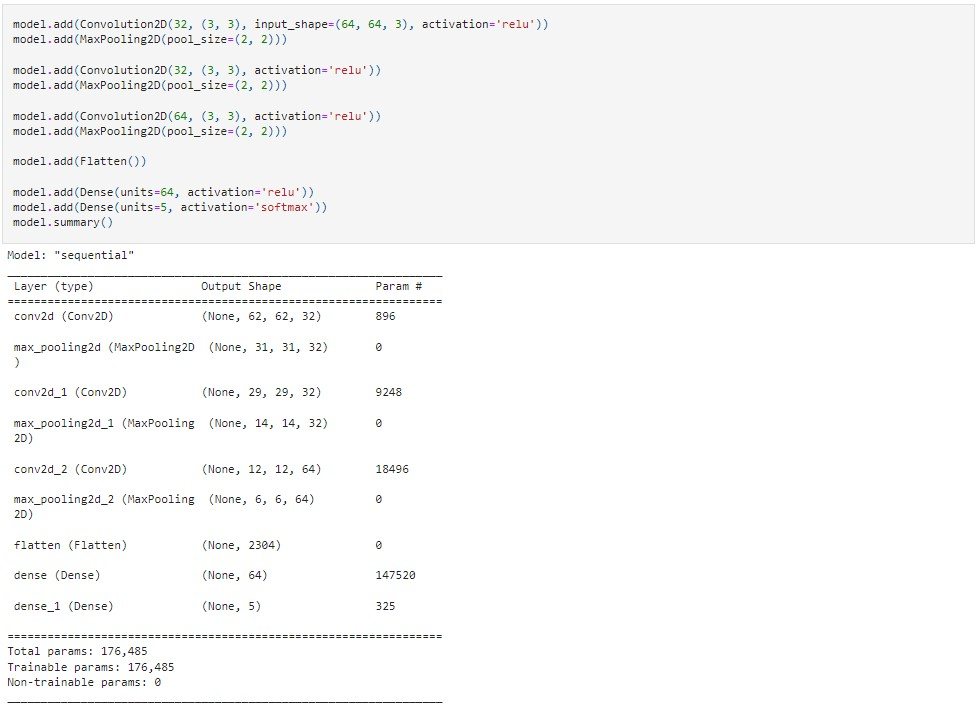 model.add(Convolution2D(32, (3, 3), input_shape=(64, 64, 3), activation='relu'))
model.add(MaxPooling2D(pool_size=(2, 2)))
model.add(Convolution2D(32, (3, 3), activation='relu'))
model.add(MaxPooling2D(pool_size=(2, 2)))
model.add(Convolution2D(64, (3, 3), activation='relu'))
model.add(MaxPooling2D(pool_size=(2, 2)))
model.add(Flatten())
model.add(Dense(units=64, activation='relu'))
model.add(Dense(units=5, activation='softmax'))
model.summary()
Model: "sequential"
_________________________________________________________________
Layer (type) Output Shape Param #
=================================================================
conv2d (Conv2D) (None, 62, 62, 32) 896
max_pooling2d (MaxPooling2D (None, 31, 31, 32) 0
)
conv2d_1 (Conv2D) (None, 29, 29, 32) 9248
max_pooling2d_1 (MaxPooling (None, 14, 14, 32) 0
2D)
conv2d_2 (Conv2D) (None, 12, 12, 64) 18496
max_pooling2d_2 (MaxPooling (None, 6, 6, 64) 0
2D)
flatten (Flatten) (None, 2304) 0
dense (Dense) (None, 64) 147520
dense_1 (Dense) (None, 5) 325
=================================================================
Total params: 176,485
Trainable params: 176,485
Non-trainable params: 0
_________________________________________________________________